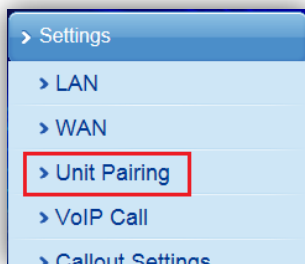 Settings
LAN
WAN
Unit Pairing
VoIP Call
Callout Settings